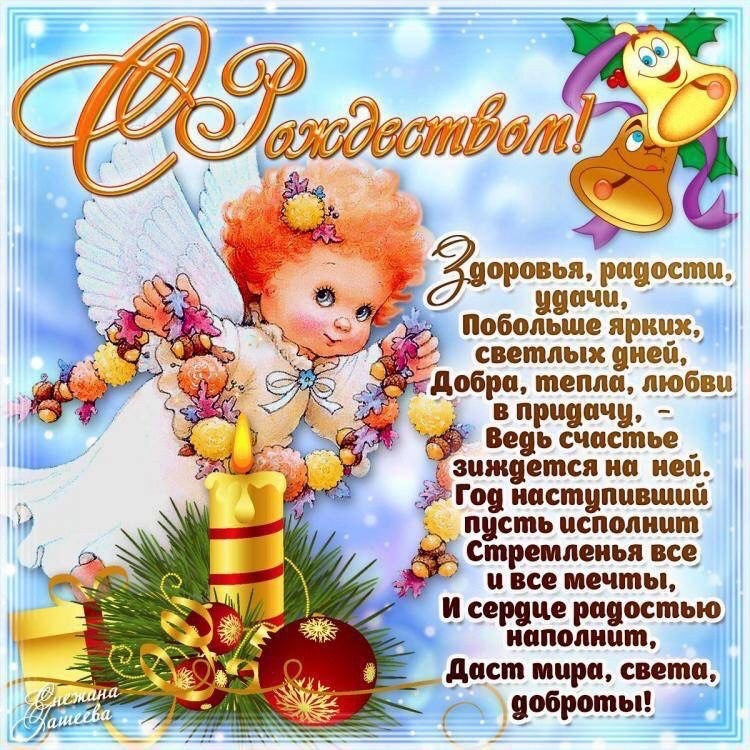 С Рождеством!
Здоровья, радости,
удачи,
Побольше ярких,
светлых дней,
Добра, тепла, любви
в придачу, -
Ведь счастье
зиждется на ней.
Год наступивший
пусть исполнит
Стремленья все
и все мечты,
И сердце радостью
наполнит,
Даст мира, света,
доброты!
Снежана
Затеева